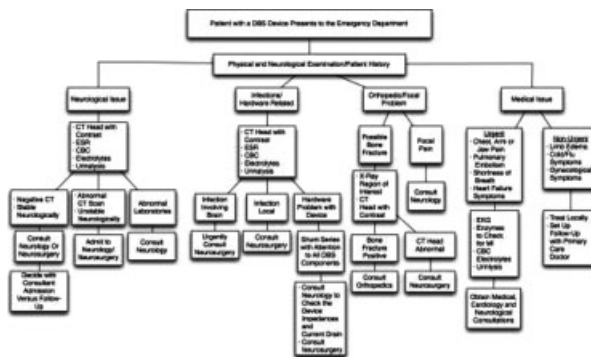 Patient with a DBS Device Presents to the Emergency Department
Physical and Neurological Examination/Patient History
Neurological Issue
Infections/
Hardware Related
Orthopedic/Focal
Problem
Medical Issue
· CT Head with
Contrast
· ESR
· CBC
· Electrolytes
· Urinalysis
· CT Head with
Contrast
· ESR
· CBC
· Electrolytes
· Urinalysis
Possible
Bone
Fracture
Focal
Pain
Urgent
· Chest, Arm or
Jaw Pain
· Pulmonary
Embolism
· Shortness of
Breath
· Heart Failure
Symptoms
Non-Urgent
· Limb Edema
· Cold/Flu
Symptoms
· Gynecological
Symptoms
· Negative CT
· Stable
Neurologically
· Abnormal
CT Scan
· Unstable
Neurologically
Abnormal
Laboratories
Infection
Involving
Brain
Infection
Local
Hardware
Problem with
Device
· X-Ray
Region of
Interest
· CT
Head with
Contrast
Consult
Neurology
Consult
Neurology Or
Neurosurgery
Admit to
Neurology/
Neurosurgery
Consult
Neurology
Urgently
Consult
Neurosurgery
Consult
Neurosurgery
Shunt Series
with Attention
to All DBS
Components
Bone
Fracture
Positive
CT Head
Abnormal
· EKG
· Enzymes to
Check for
MI
· CBC
· Electrolytes
· Urilysis
· Treat Locally
· Set Up
Follow-Up
with Primary
Care
Doctor
Decide with
Consultant
Admission
Versus Follow-
Up
· Consult
Neurology to
Check the
Device
Impedances
and
Current Drain
· Consult
Neurosurgery
Consult
Orthopedics
Consult
Neurosurgery
Obtain Medical,
Cardiology and
Neurological
Consultations